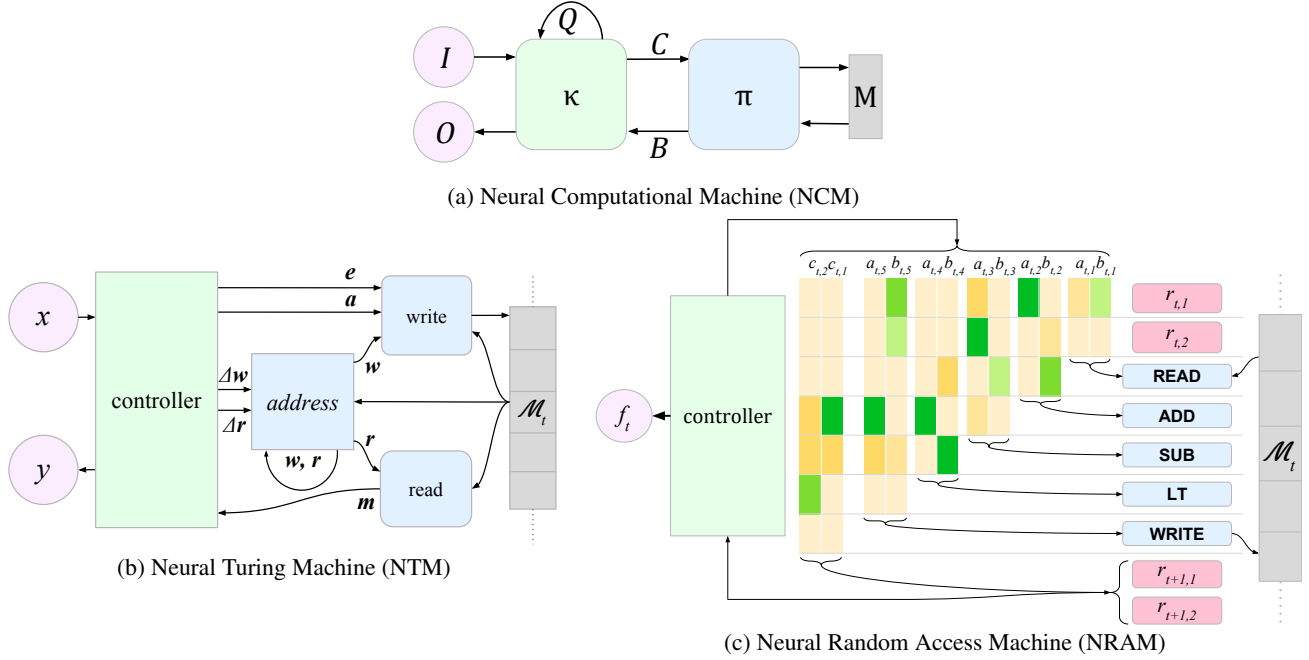 Q
I
C
κ
π
M
O
B
(a) Neural Computational Machine (NCM)
x
controller
y
e
a
write
w
Δw
Δr
address
w, r
r
m
read
ℳt
(b) Neural Turing Machine (NTM)
ft
controller
ct,2 ct,1 at,5 bt,5 at,4 bt,4 at,3 bt,3 at,2 bt,2 at,1 bt,1
rt,1
rt,2
READ
ADD
SUB
LT
WRITE
rt+1,1
rt+1,2
ℳt
(c) Neural Random Access Machine (NRAM)